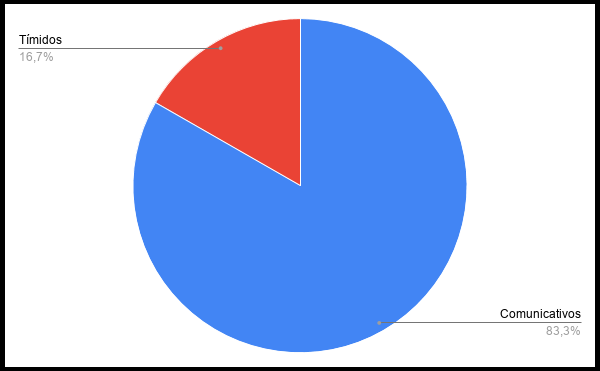 Tímidos
16,7%
Comunicativos
83,3%